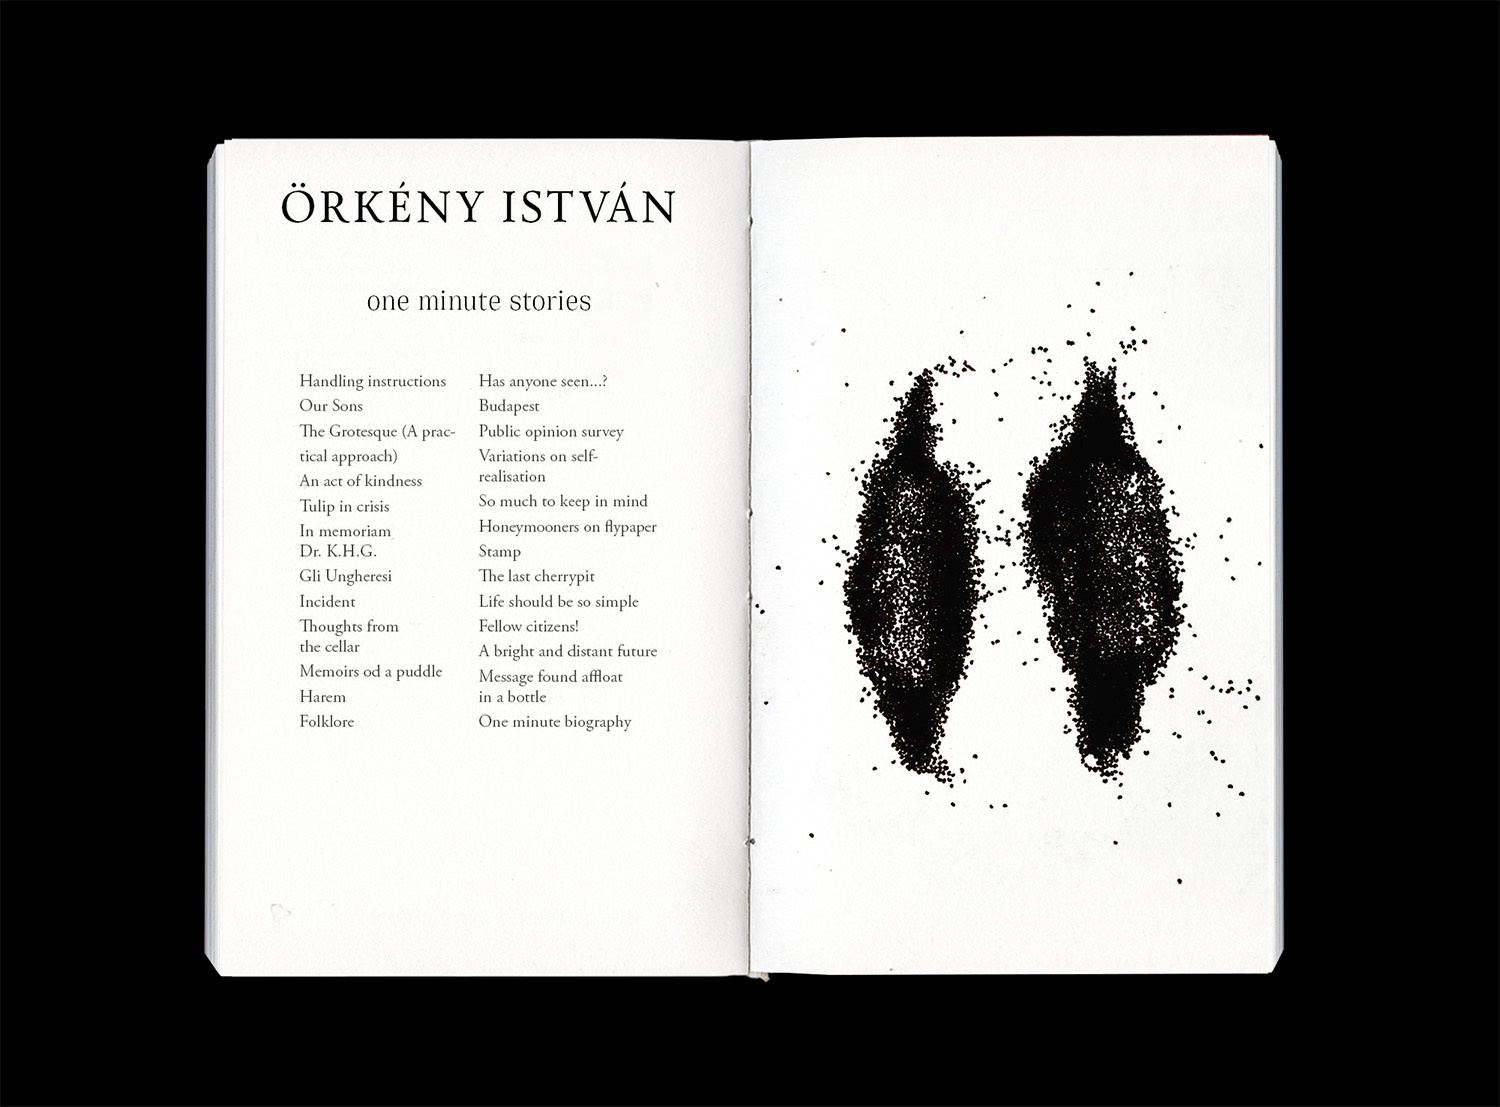 ÖRKÉNY ISTVÁN
one minute stories
Handling instructions
Our Sons
The Grotesque (A prac-
tical approach)
An act of kindness
Tulip in crisis
In memoriam
Dr. K.H.G.
Gli Ungheresi
Incident
Thoughts from
the cellar
Memoirs od a puddle
Harem
Folklore
Has anyone seen...?
Budapest
Public opinion survey
Variations on self-
realisation
So much to keep in mind
Honeymooners on flypaper
Stamp
The last cherrypit
Life should be so simple
Fellow citizens!
A bright and distant future
Message found affloat
in a bottle
One minute biography